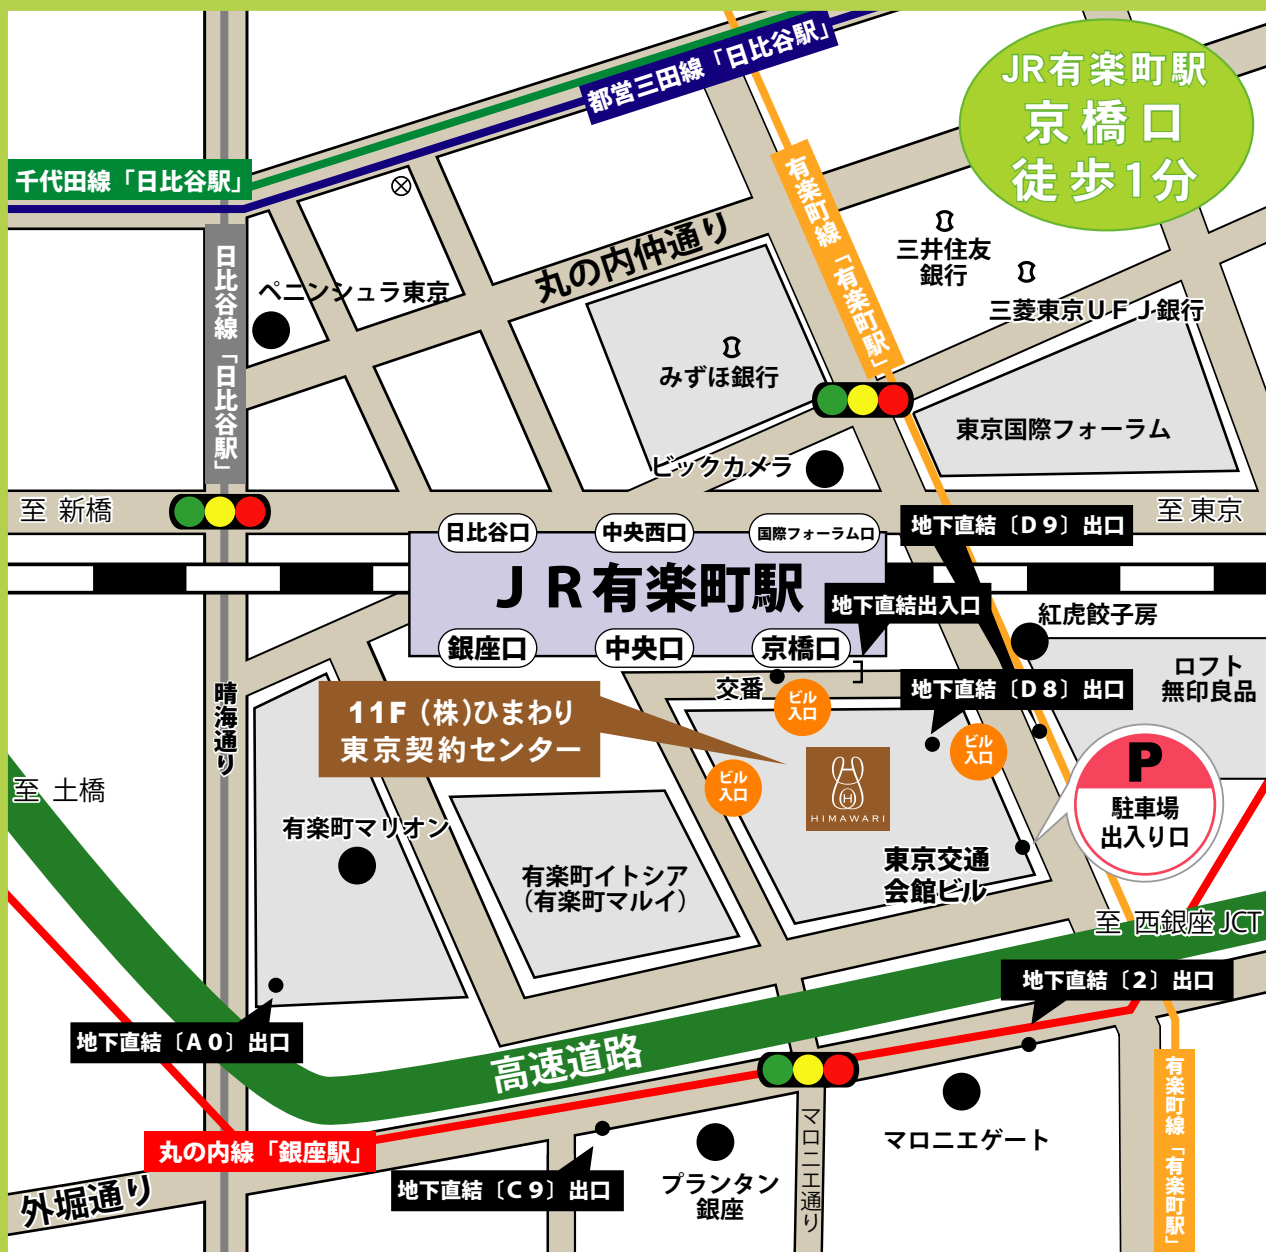 JR有楽町駅
京橋口
徒歩1分
都営三田線「日比谷駅」
千代田線「日比谷駅」
有楽町線「有楽町駅」
日比谷線「日比谷駅」
丸の内仲通り
三井住友
銀行
三菱東京UFJ銀行
ペニンシュラ東京
みずほ銀行
東京国際フォーラム
ビックカメラ
至 新橋
至 東京
地下直結〔D9〕出口
日比谷口
中央西口
国際フォーラム口
JR有楽町駅
地下直結出入口
紅虎餃子房
銀座口
中央口
京橋口
ロフト
無印良品
交番
地下直結〔D8〕出口
ビル
入口
11F (株)ひまわり
東京契約センター
晴海通り
ビル
入口
ビル
入口
P
駐車場
出入り口
至 土橋
HIMAWARI
有楽町マリオン
有楽町イトシア
(有楽町マルイ)
東京交通
会館ビル
至 西銀座JCT
地下直結〔2〕出口
地下直結〔A0〕出口
高速道路
有楽町線「有楽町駅」
マロニエ通り
マロニエゲート
丸の内線「銀座駅」
地下直結〔C9〕出口
プランタン
銀座
外堀通り